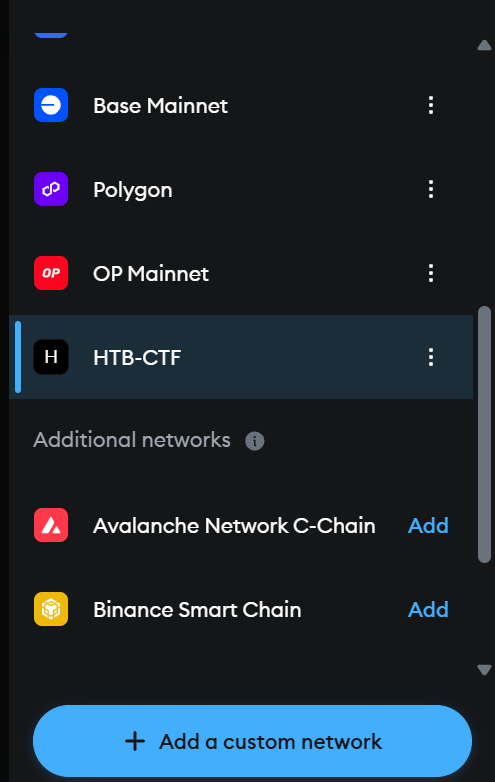 Base Mainnet
Polygon
OP
OP Mainnet
H
HTB-CTF
Additional networks
Avalanche Network C-Chain
Add
Binance Smart Chain
Add
+ Add a custom network